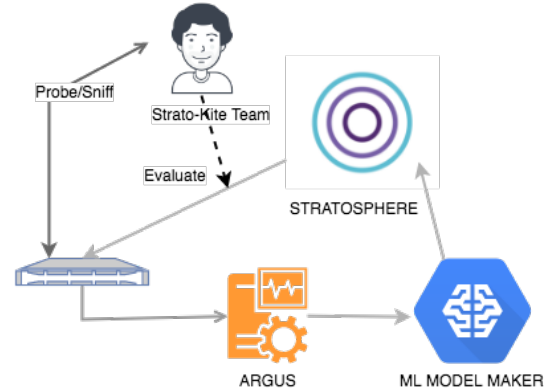 Probe/Sniff
Strato-Kite Team
Evaluate
STRATOSPHERE
ARGUS
ML MODEL MAKER